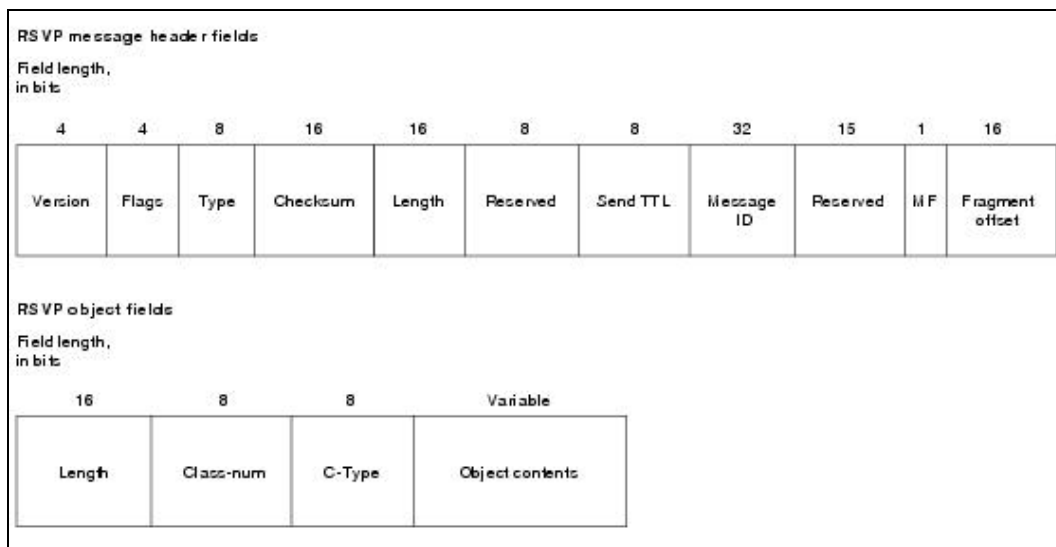 RSVP message header fields
Field length,
in bits
4 4 8 16 16 8 8 32 15 1 16
Version Flags Type Checksum Length Reserved Send TTL Message ID Reserved MF Fragment offset
RSVP object fields
Field length,
in bits
16 8 8 Variable
Length Class-num C-Type Object contents